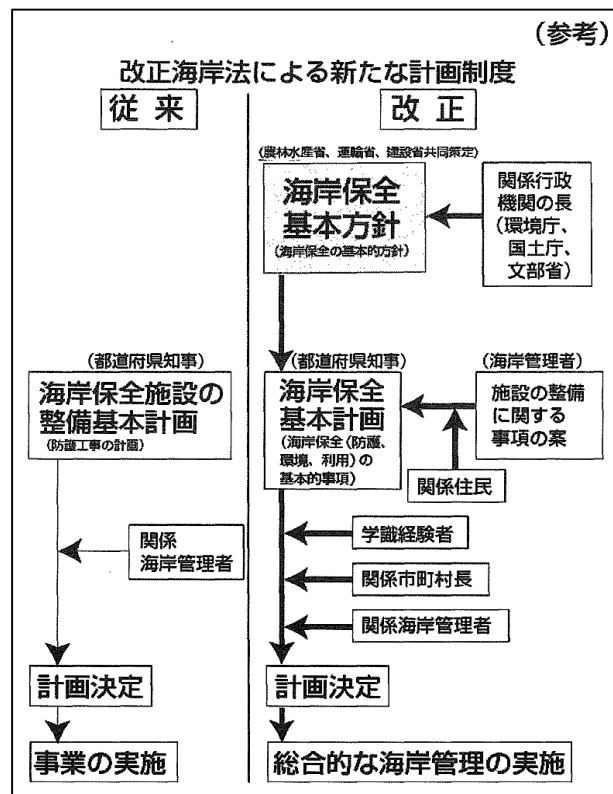 (参考)
改正海岸法による新たな計画制度
従来
改正
(農林水産省、運輸省、建設省共同策定)
海岸保全
基本方針
(海岸保全の基本的方針)
関係行政
機関の長
(環境庁、
国土庁、
文部省)
(都道府県知事)
海岸保全施設の
整備基本計画
(防護工事の計画)
(都道府県知事)
海岸保全
基本計画
(海岸保全(防護、
環境、利用)の
基本的事項)
(海岸管理者)
施設の整備
に関する
事項の案
関係住民
関係
海岸管理者
学識経験者
関係市町村長
関係海岸管理者
計画決定
計画決定
事業の実施
総合的な海岸管理の実施